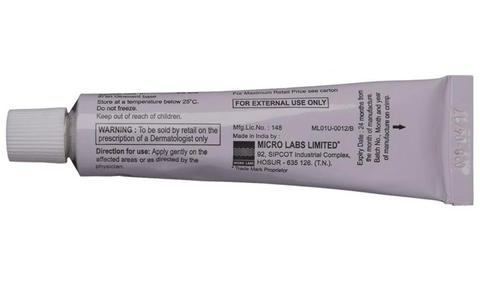 Store at a temperature below 25°C.
Do not freeze.
Keep out of reach of children.
WARNING : To be sold by retail on the
prescription of a Dermatologist only
Direction for use: Apply gently on the
affected areas or as directed by the
physician.
For Maximum Retail Price see carton
FOR EXTERNAL USE ONLY
Mfg.Lic.No. : 148 ML01U-0012/B
Made in India by :
MICRO LABS LIMITED®
92, SIPCOT Industrial Complex,
HOSUR - 635 126. (T.N.)
Trade Mark Proprietor
MICRO LABS
Expiry Date : 24 months from
the month of manufacture.
Batch No., Month and year
of manufacture on crimp.